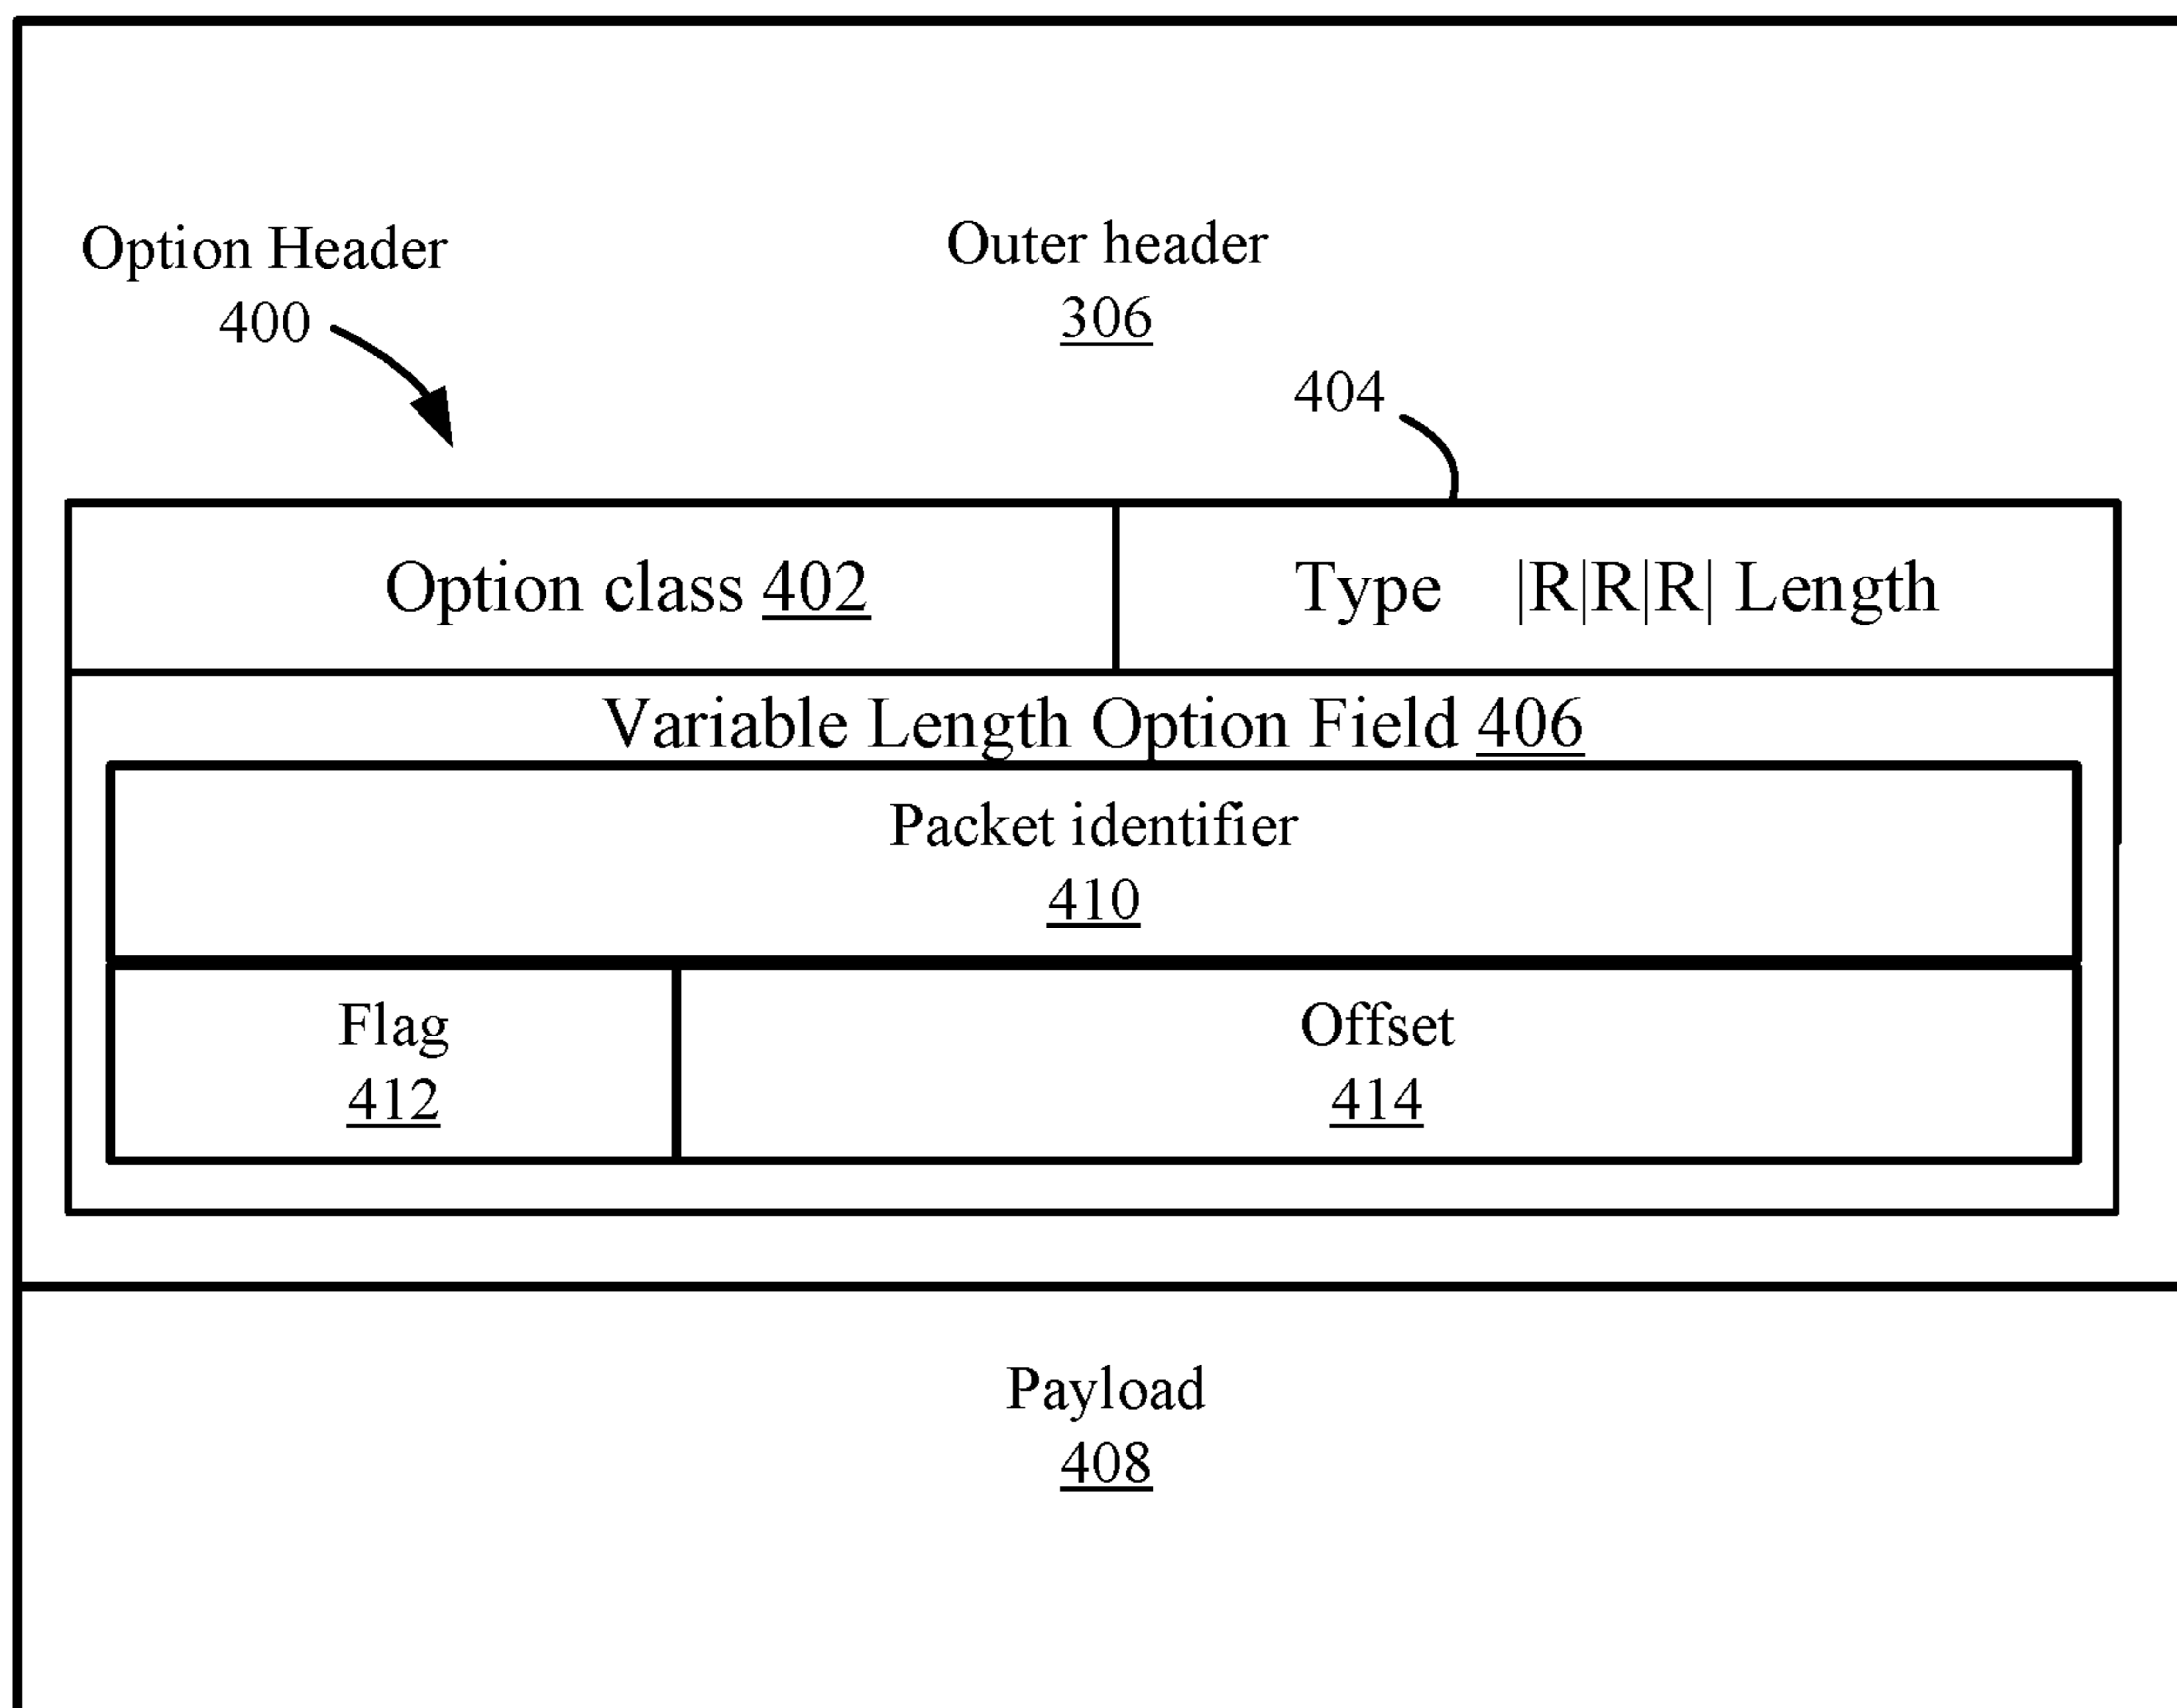 Option Header
400
Outer header
306
404
Option class 402
Type |R|R|R| Length
Variable Length Option Field 406
Packet identifier
410
Flag
412
Offset
414
Payload
408